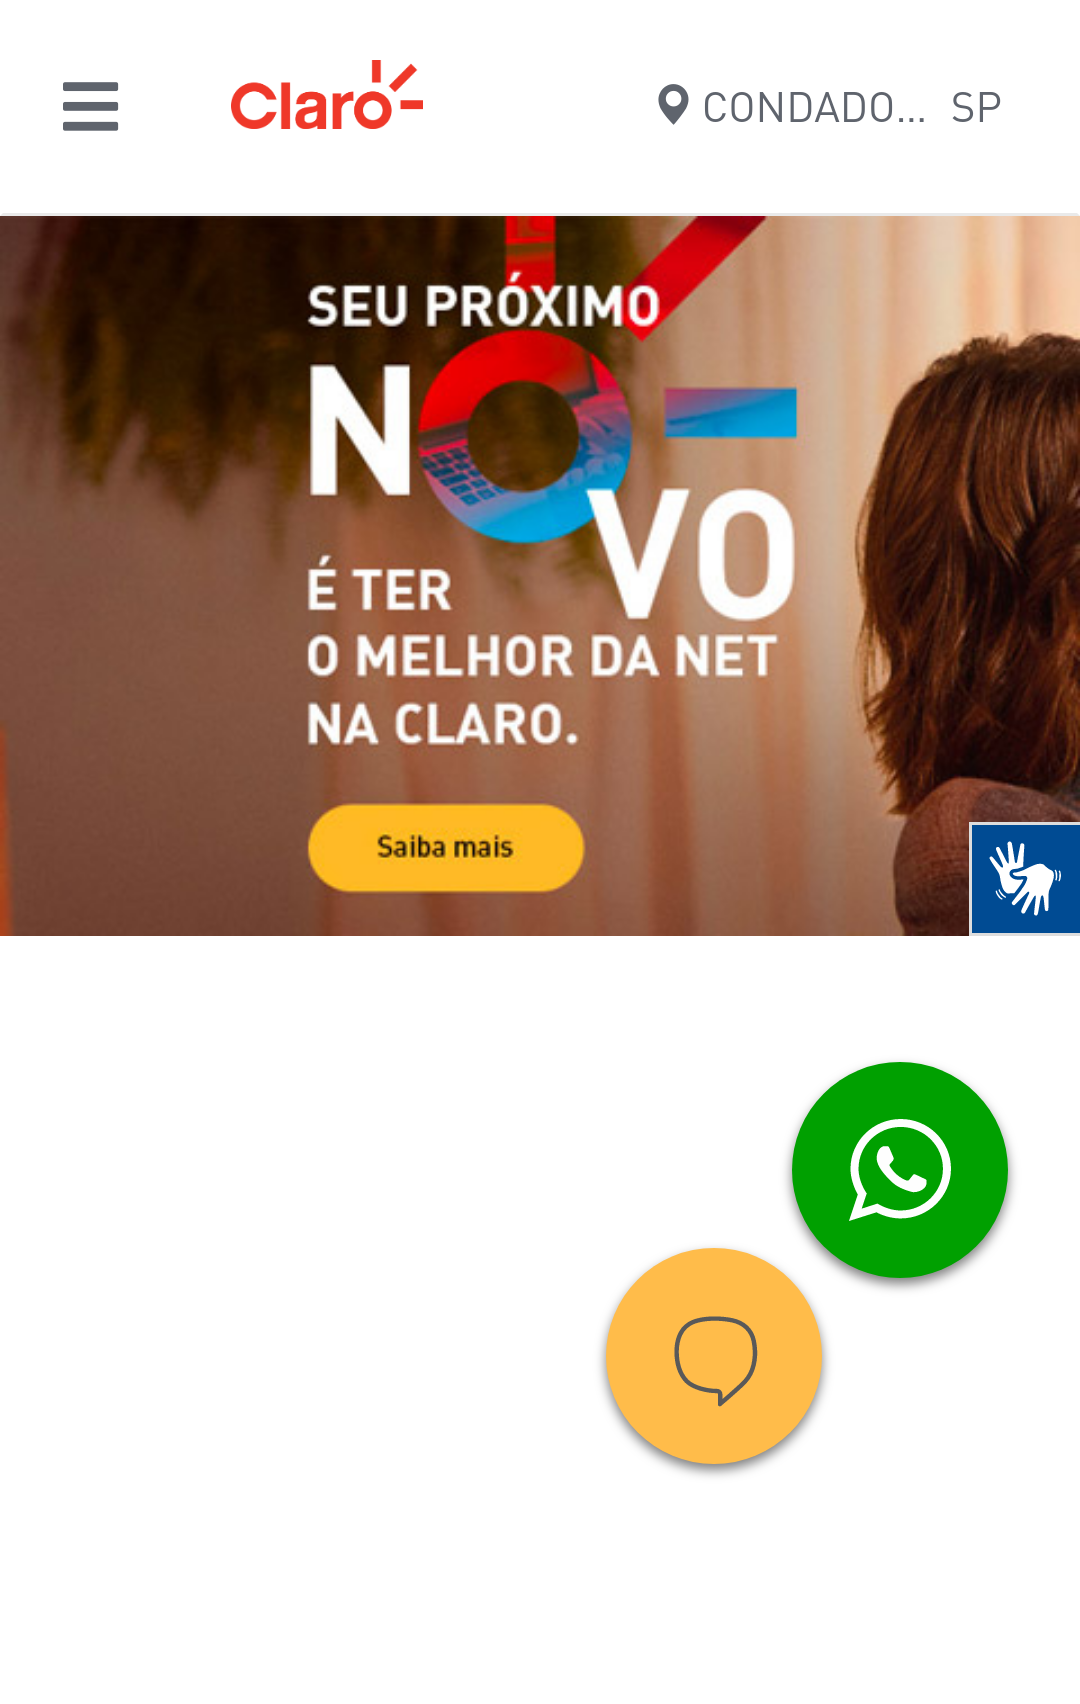 Claro
CONDADO... SP
SEU PRÓXIMO
NOVO
É TER
O MELHOR DA NET
NA CLARO.
Saiba mais